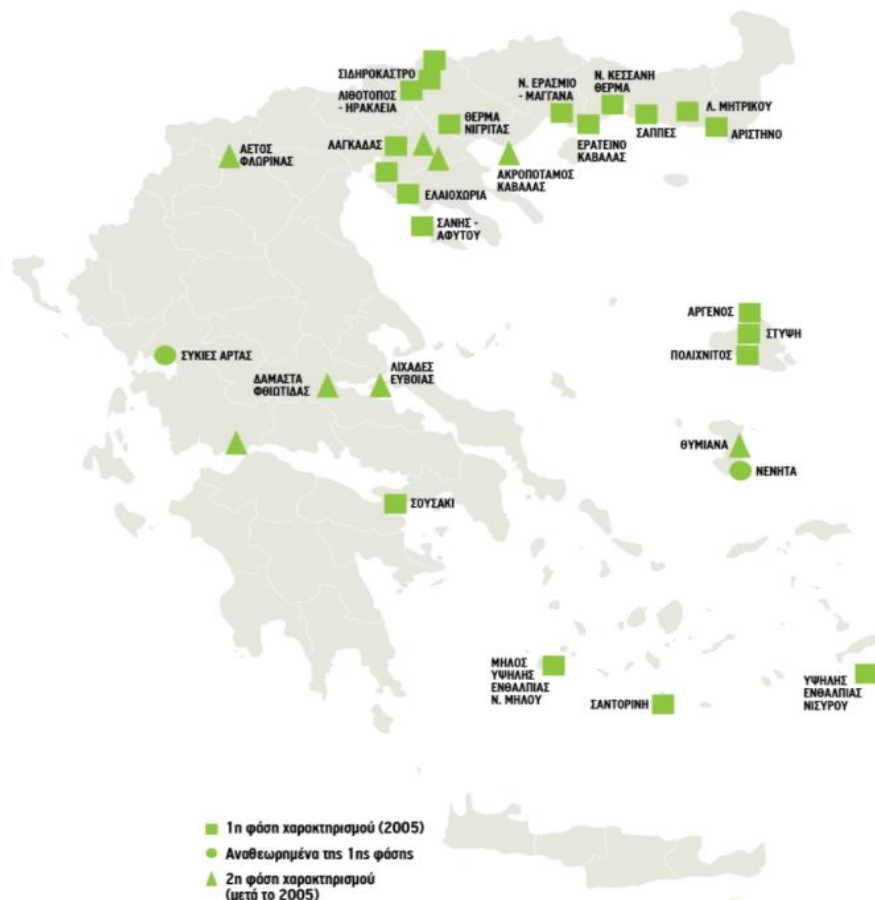 ΣΙΔΗΡΟΚΑΣΤΡΟ
ΛΙΘΟΤΟΠΟΣ
- ΗΡΑΚΛΕΙΑ
Ν. ΕΡΑΣΜΙΟ
- ΜΑΓΓΑΝΑ
Ν. ΚΕΣΣΑΝΗ
ΘΕΡΜΑ
ΘΕΡΜΑ
ΝΙΓΡΙΤΑΣ
Λ. ΜΗΤΡΙΚΟΥ
ΣΑΠΠΕΣ
ΑΡΙΣΤΗΝΟ
ΛΑΓΚΑΔΑΣ
ΕΡΑΤΕΙΝΟ
ΚΑΒΑΛΑΣ
ΑΕΤΟΣ
ΦΛΩΡΙΝΑΣ
ΑΚΡΟΠΟΤΑΜΟΣ
ΚΑΒΑΛΑΣ
ΕΛΑΙΟΧΩΡΙΑ
ΣΑΝΗΣ -
ΑΦΥΤΟΥ
ΑΡΓΕΝΟΣ
ΣΤΥΨΗ
ΠΟΛΙΧΝΙΤΟΣ
ΣΥΚΙΕΣ ΑΡΤΑΣ
ΔΑΜΑΣΤΑ
ΦΘΙΩΤΙΔΑΣ
ΛΙΧΑΔΕΣ
ΕΥΒΟΙΑΣ
ΘΥΜΙΑΝΑ
ΝΕΝΗΤΑ
ΣΟΥΣΑΚΙ
ΜΗΛΟΣ
ΥΨΗΛΗΣ
ΕΝΘΑΛΠΙΑΣ
Ν. ΜΗΛΟΥ
ΣΑΝΤΟΡΙΝΗ
ΥΨΗΛΗΣ
ΕΝΘΑΛΠΙΑΣ
ΝΙΣΥΡΟΥ
1η φάση χαρακτηρισμού (2005)
Αναθεωρημένα της 1ης φάσης
2η φάση χαρακτηρισμού
(μετά το 2005)